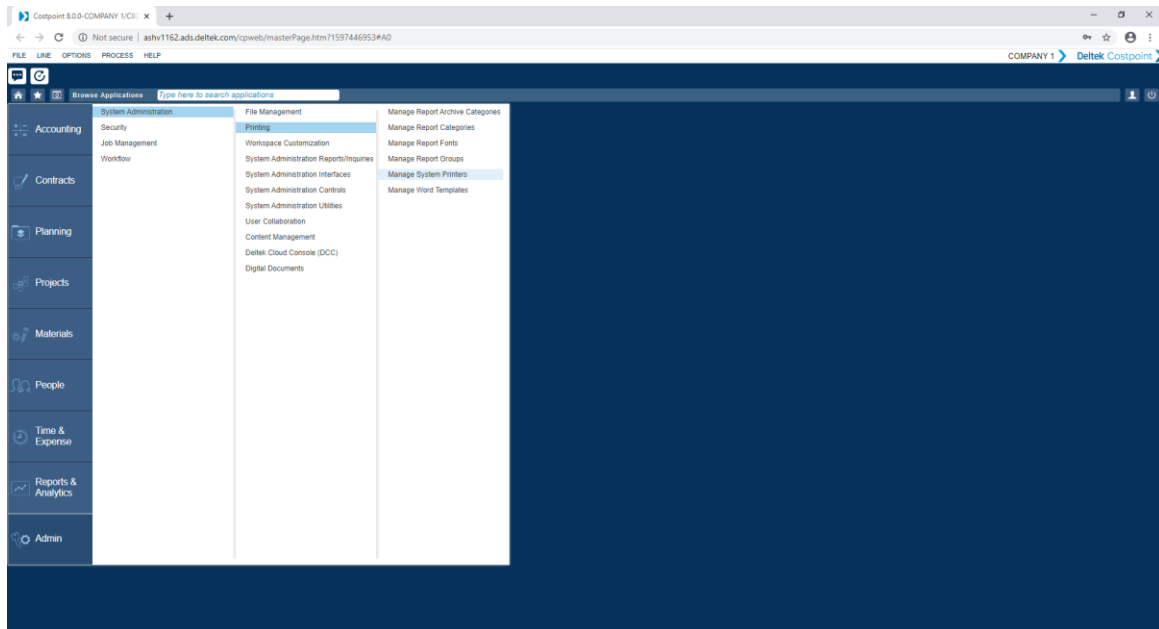 Costpoint 8.0.0-COMPANY 1/C80
Not secure | ashv1162.ads.deltek.com/cpweb/masterPage.htm?1597446953#A0
FILE LINE OPTIONS PROCESS HELP
COMPANY 1 Deltek Costpoint
Browse Applications Type here to search applications
Accounting
Contracts
Planning
Projects
Materials
People
Time &
Expense
Reports &
Analytics
Admin
System Administration
Security
Job Management
Workflow
File Management
Printing
Workspace Customization
System Administration Reports/Inquiries
System Administration Interfaces
System Administration Controls
System Administration Utilities
User Collaboration
Content Management
Deltek Cloud Console (DCC)
Digital Documents
Manage Report Archive Categories
Manage Report Categories
Manage Report Fonts
Manage Report Groups
Manage System Printers
Manage Word Templates